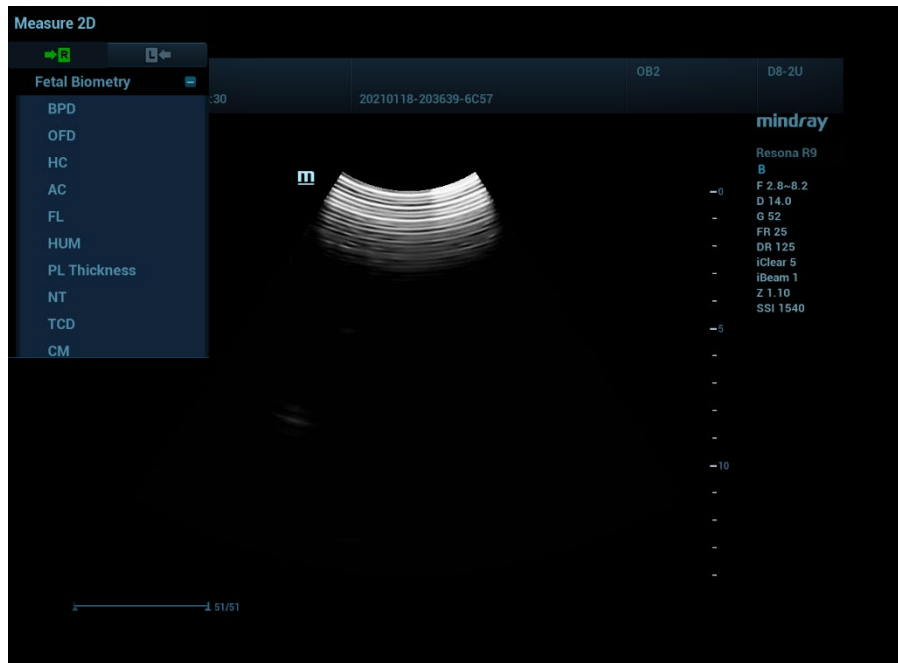 Measure 2D
R L
Fetal Biometry
BPD
OFD
HC
AC
FL
HUM
PL Thickness
NT
TCD
CM
OB2 D8-2U
:30 20210118-203639-6C57
mindray
Resona R9
B
F 2.8~8.2
D 14.0
G 52
FR 25
DR 125
iClear 5
iBeam 1
Z 1.10
SSI 1540
m
0
5
10
51/51